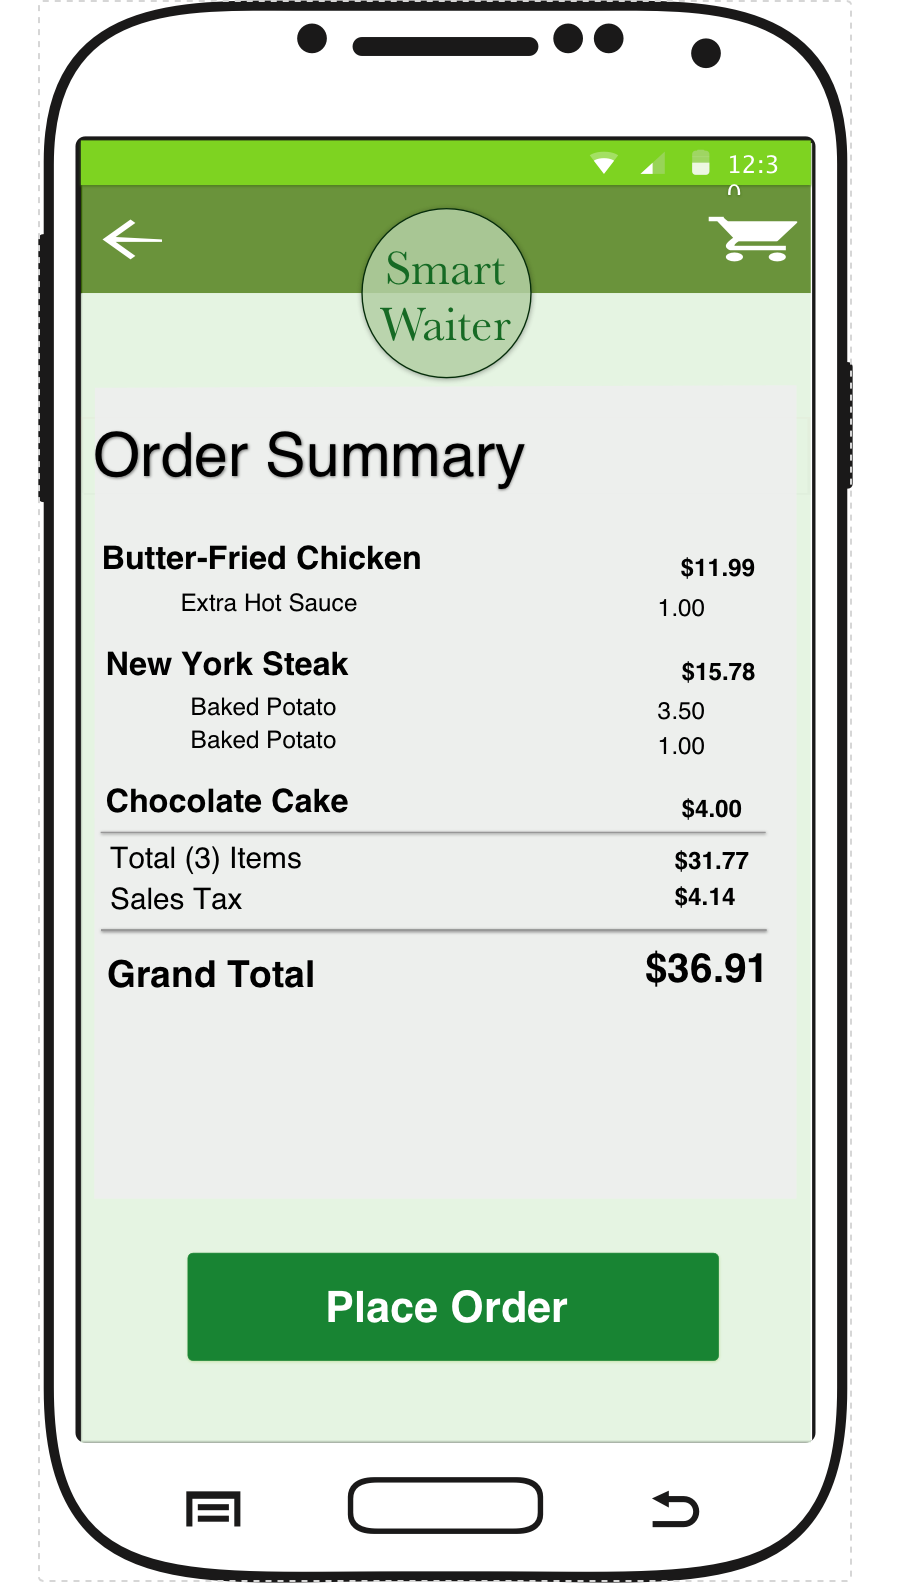 12:3
Smart
Waiter
Order Summary
Butter-Fried Chicken $11.99
Extra Hot Sauce 1.00
New York Steak $15.78
Baked Potato 3.50
Baked Potato 1.00
Chocolate Cake $4.00
Total (3) Items $31.77
Sales Tax $4.14
Grand Total $36.91
Place Order